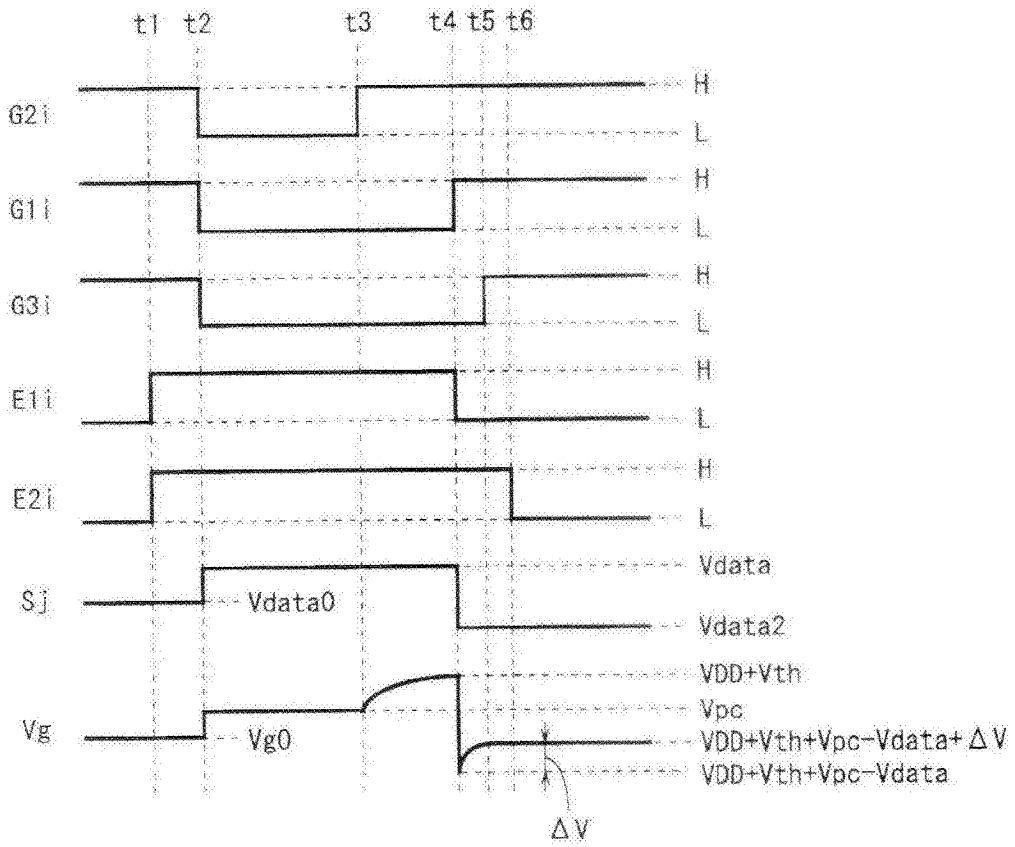 t1 t2 t3 t4 t5 t6
G2i H
L
G1i H
L
G3i H
L
E1i H
L
E2i H
L
Sj Vdata0 Vdata
Vdata2
Vg Vg0 VDD+Vth
Vpc
VDD+Vth+Vpc-Vdata+ΔV
VDD+Vth+Vpc-Vdata
ΔV